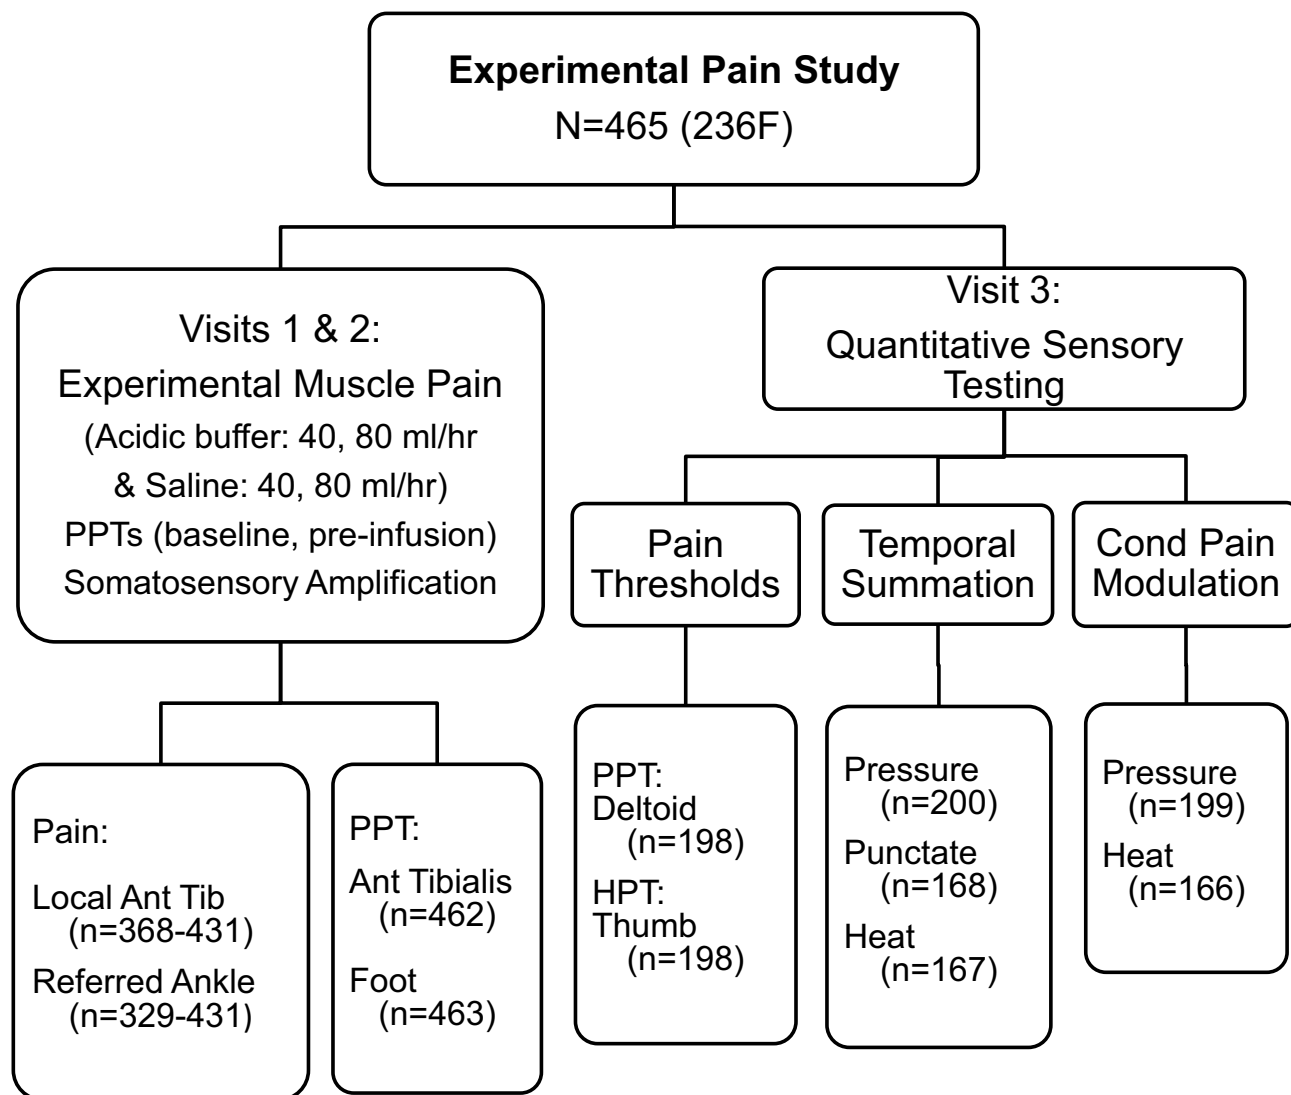 Experimental Pain Study
N=465 (236F)
Visits 1 & 2:
Experimental Muscle Pain
(Acidic buffer: 40, 80 ml/hr
& Saline: 40, 80 ml/hr)
PPTs (baseline, pre-infusion)
Somatosensory Amplification
Visit 3:
Quantitative Sensory
Testing
Pain
Thresholds
Temporal
Summation
Cond Pain
Modulation
Pain:
Local Ant Tib
(n=368-431)
Referred Ankle
(n=329-431)
PPT:
Ant Tibialis
(n=462)
Foot
(n=463)
PPT:
Deltoid
(n=198)
HPT:
Thumb
(n=198)
Pressure
(n=200)
Punctate
(n=168)
Heat
(n=167)
Pressure
(n=199)
Heat
(n=166)